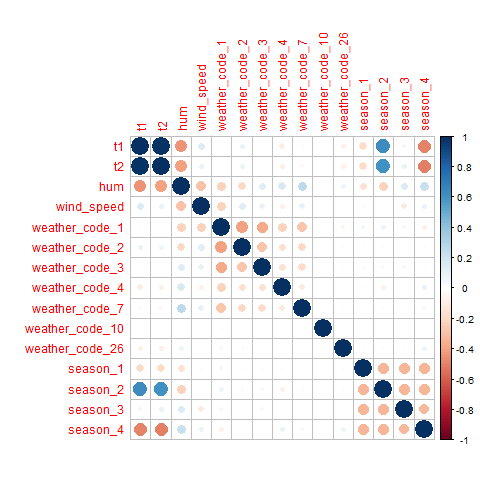 t1
t2
hum
wind_speed
weather_code_1
weather_code_2
weather_code_3
weather_code_4
weather_code_7
weather_code_10
weather_code_26
season_1
season_2
season_3
season_4
t1
t2
hum
wind_speed
weather_code_1
weather_code_2
weather_code_3
weather_code_4
weather_code_7
weather_code_10
weather_code_26
season_1
season_2
season_3
season_4
1
0.8
0.6
0.4
0.2
0
-0.2
-0.4
-0.6
-0.8
-1